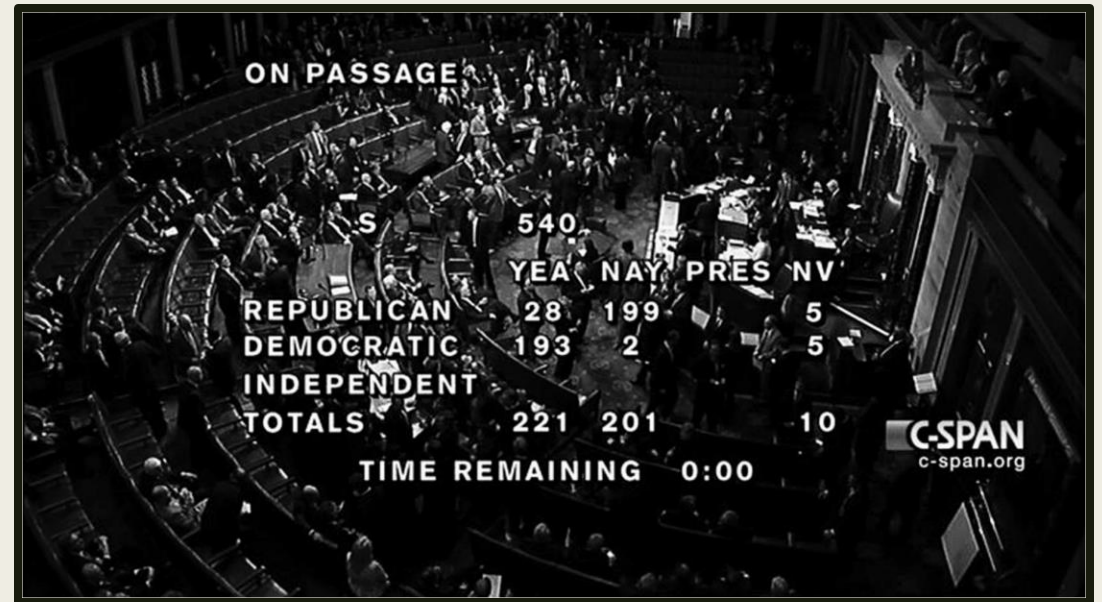 ON PASSAGE
S 540
YEA NAY PRES NV
REPUBLICAN 28 199 5
DEMOCRATIC 193 2 5
INDEPENDENT
TOTALS 221 201 10
TIME REMAINING 0:00
C-SPAN
c-span.org